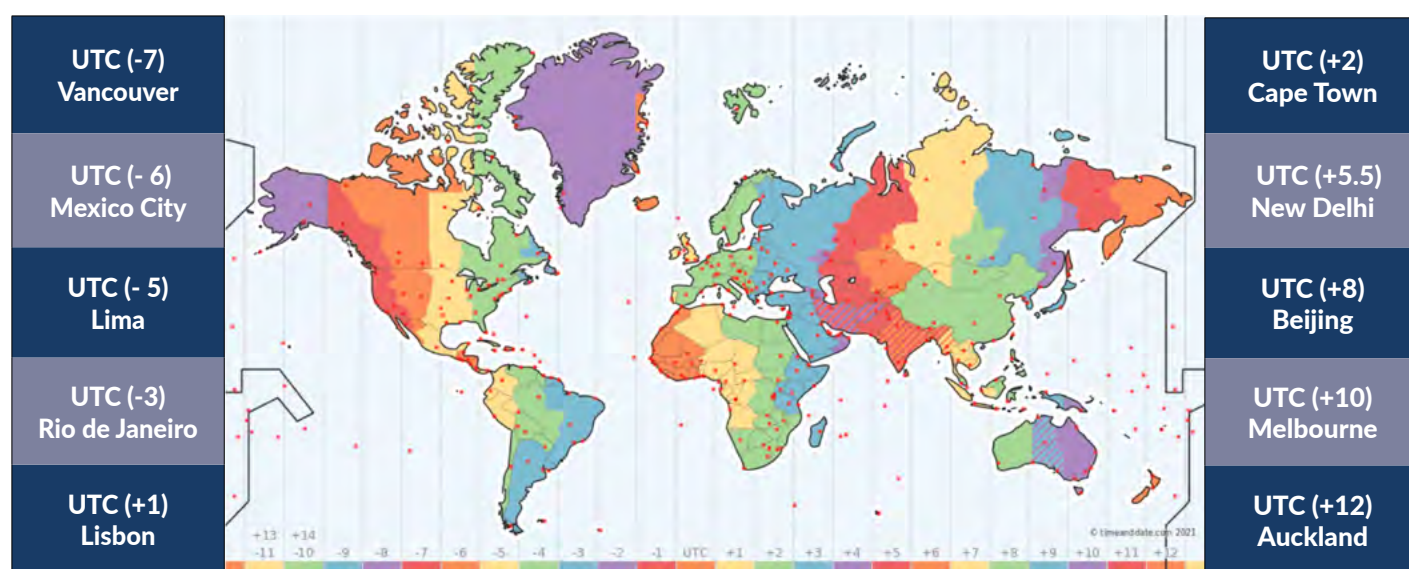 UTC (-7)
Vancouver
UTC (- 6)
Mexico City
UTC (- 5)
Lima
UTC (-3)
Rio de Janeiro
UTC (+1)
Lisbon
UTC (+2)
Cape Town
UTC (+5.5)
New Delhi
UTC (+8)
Beijing
UTC (+10)
Melbourne
UTC (+12)
Auckland
© timeanddate.com 2021
+13 +14
-11 -10 -9 -8 -7 -6 -5 -4 -3 -2 -1 UTC +1 +2 +3 +4 +5 +6 +7 +8 +9 +10 +11 +12